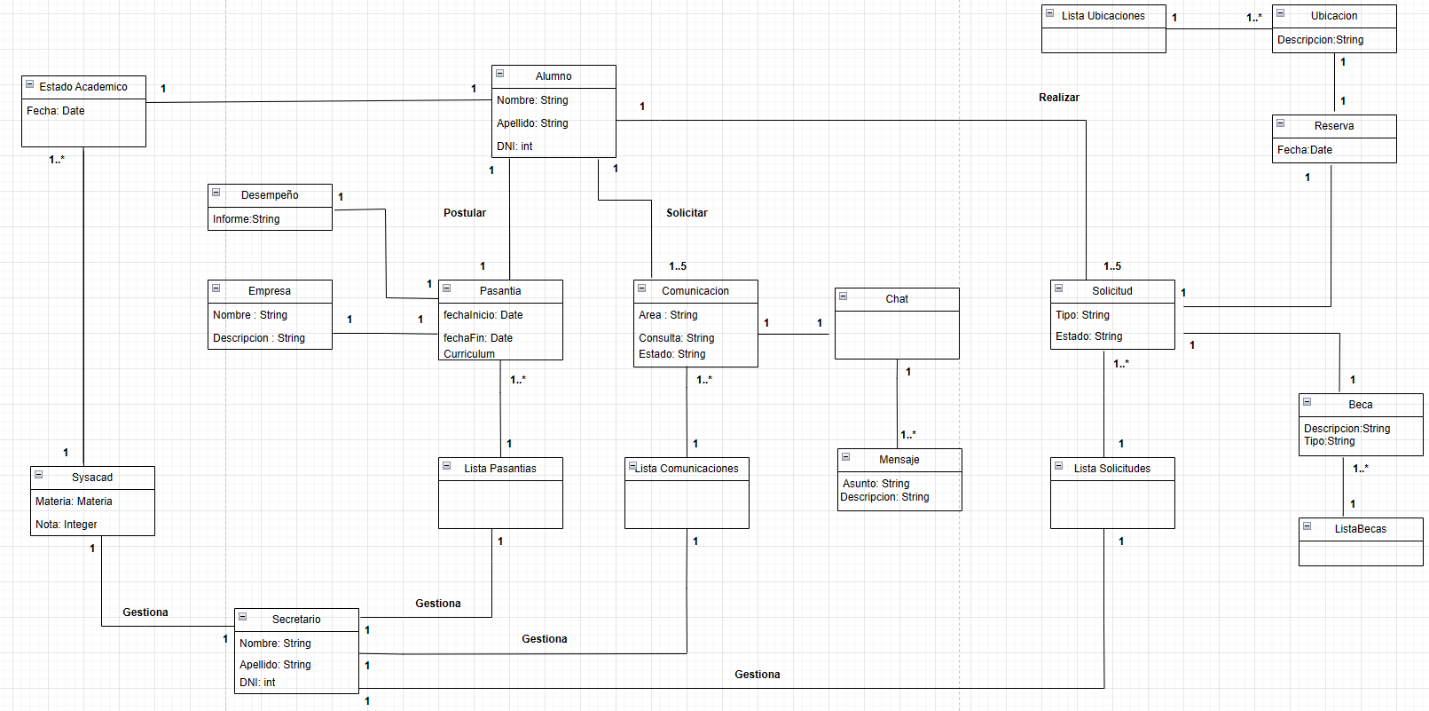 Lista Ubicaciones
1
1..*
Ubicacion
Descripcion:String
1
Estado Academico
Fecha: Date
1
1
Alumno
Nombre: String
Apellido: String
DNI: int
1
Realizar
1
Reserva
Fecha:Date
1
1..*
1
1
Desempeño
Informe:String
1
Postular
Solicitar
1
1..5
1..5
Empresa
Nombre : String
Descripcion : String
1
1
1
Pasantia
fechaInicio: Date
fechaFin: Date
Curriculum
Comunicacion
Area : String
Consulta: String
Estado: String
1
1
Chat
Solicitud
Tipo: String
Estado: String
1
1
1..*
1..*
1
1..*
1
Beca
Descripcion:String
Tipo:String
1
1
1
1..*
1
1..*
Sysacad
Materia: Materia
Nota: Integer
Lista Pasantias
Lista Comunicaciones
Mensaje
Asunto: String
Descripcion: String
Lista Solicitudes
1
ListaBecas
1
1
1
1
Gestiona
1
Secretario
Nombre: String
Apellido: String
DNI: int
Gestiona
1
Gestiona
1
Gestiona
1